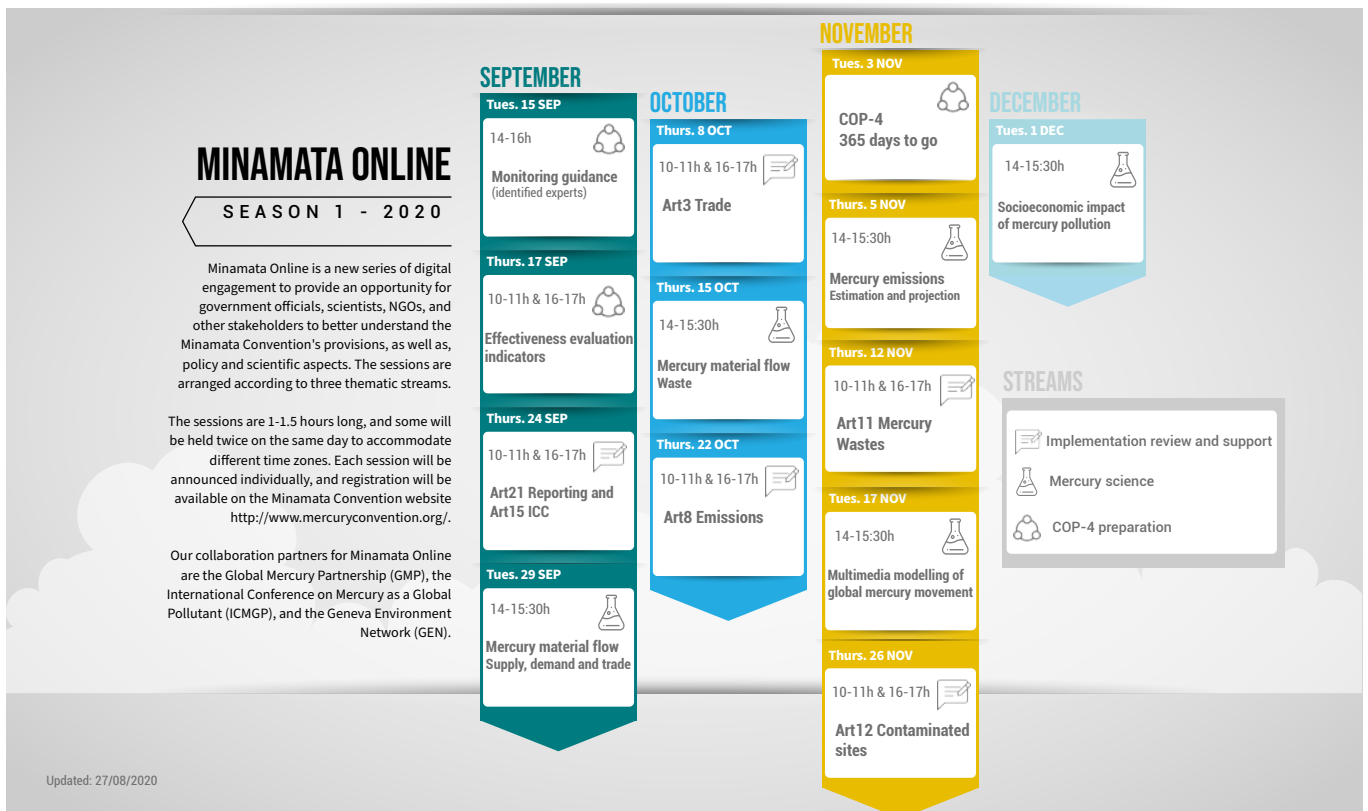 MINAMATA ONLINE
SEASON 1 - 2020
Minamata Online is a new series of digital
engagement to provide an opportunity for
government officials, scientists, NGOs, and
other stakeholders to better understand the
Minamata Convention's provisions, as well as,
policy and scientific aspects. The sessions are
arranged according to three thematic streams.
The sessions are 1-1.5 hours long, and some will
be held twice on the same day to accommodate
different time zones. Each session will be
announced individually, and registration will be
available on the Minamata Convention website
http://www.mercuryconvention.org/.
Our collaboration partners for Minamata Online
are the Global Mercury Partnership (GMP), the
International Conference on Mercury as a Global
Pollutant (ICMGP), and the Geneva Environment
Network (GEN).
Updated: 27/08/2020
SEPTEMBER
Tues. 15 SEP
14-16h
Monitoring guidance
(identified experts)
Thurs. 17 SEP
10-11h & 16-17h
Effectiveness evaluation
indicators
Thurs. 24 SEP
10-11h & 16-17h
Art21 Reporting and
Art15 ICC
Tues. 29 SEP
14-15:30h
Mercury material flow
Supply, demand and trade
OCTOBER
Thurs. 8 OCT
10-11h & 16-17h
Art3 Trade
Thurs. 15 OCT
14-15:30h
Mercury material flow
Waste
Thurs. 22 OCT
10-11h & 16-17h
Art8 Emissions
NOVEMBER
Tues. 3 NOV
COP-4
365 days to go
Thurs. 5 NOV
14-15:30h
Mercury emissions
Estimation and projection
Thurs. 12 NOV
10-11h & 16-17h
Art11 Mercury
Wastes
Tues. 17 NOV
14-15:30h
Multimedia modelling of
global mercury movement
Thurs. 26 NOV
10-11h & 16-17h
Art12 Contaminated
sites
DECEMBER
Tues. 1 DEC
14-15:30h
Socioeconomic impact
of mercury pollution
STREAMS
Implementation review and support
Mercury science
COP-4 preparation